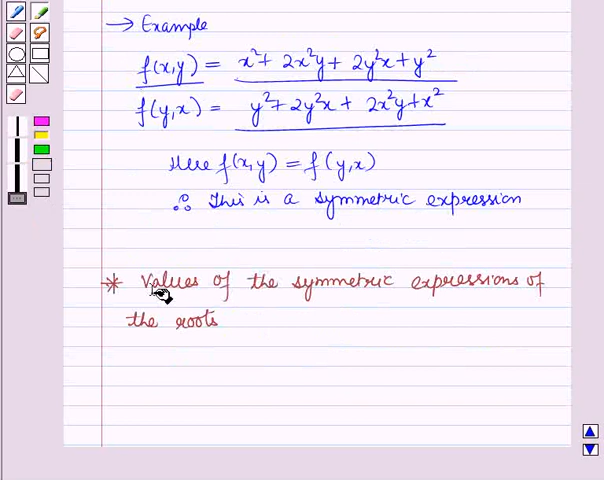 → Example
f(x,y) = x²+ 2x²y + 2y²x + y²
f(y,x) = y²+ 2y²x + 2x²y + x²
Here f(x,y) = f(y,x)
∴ This is a symmetric expression
* Values of the symmetric expressions of
the roots